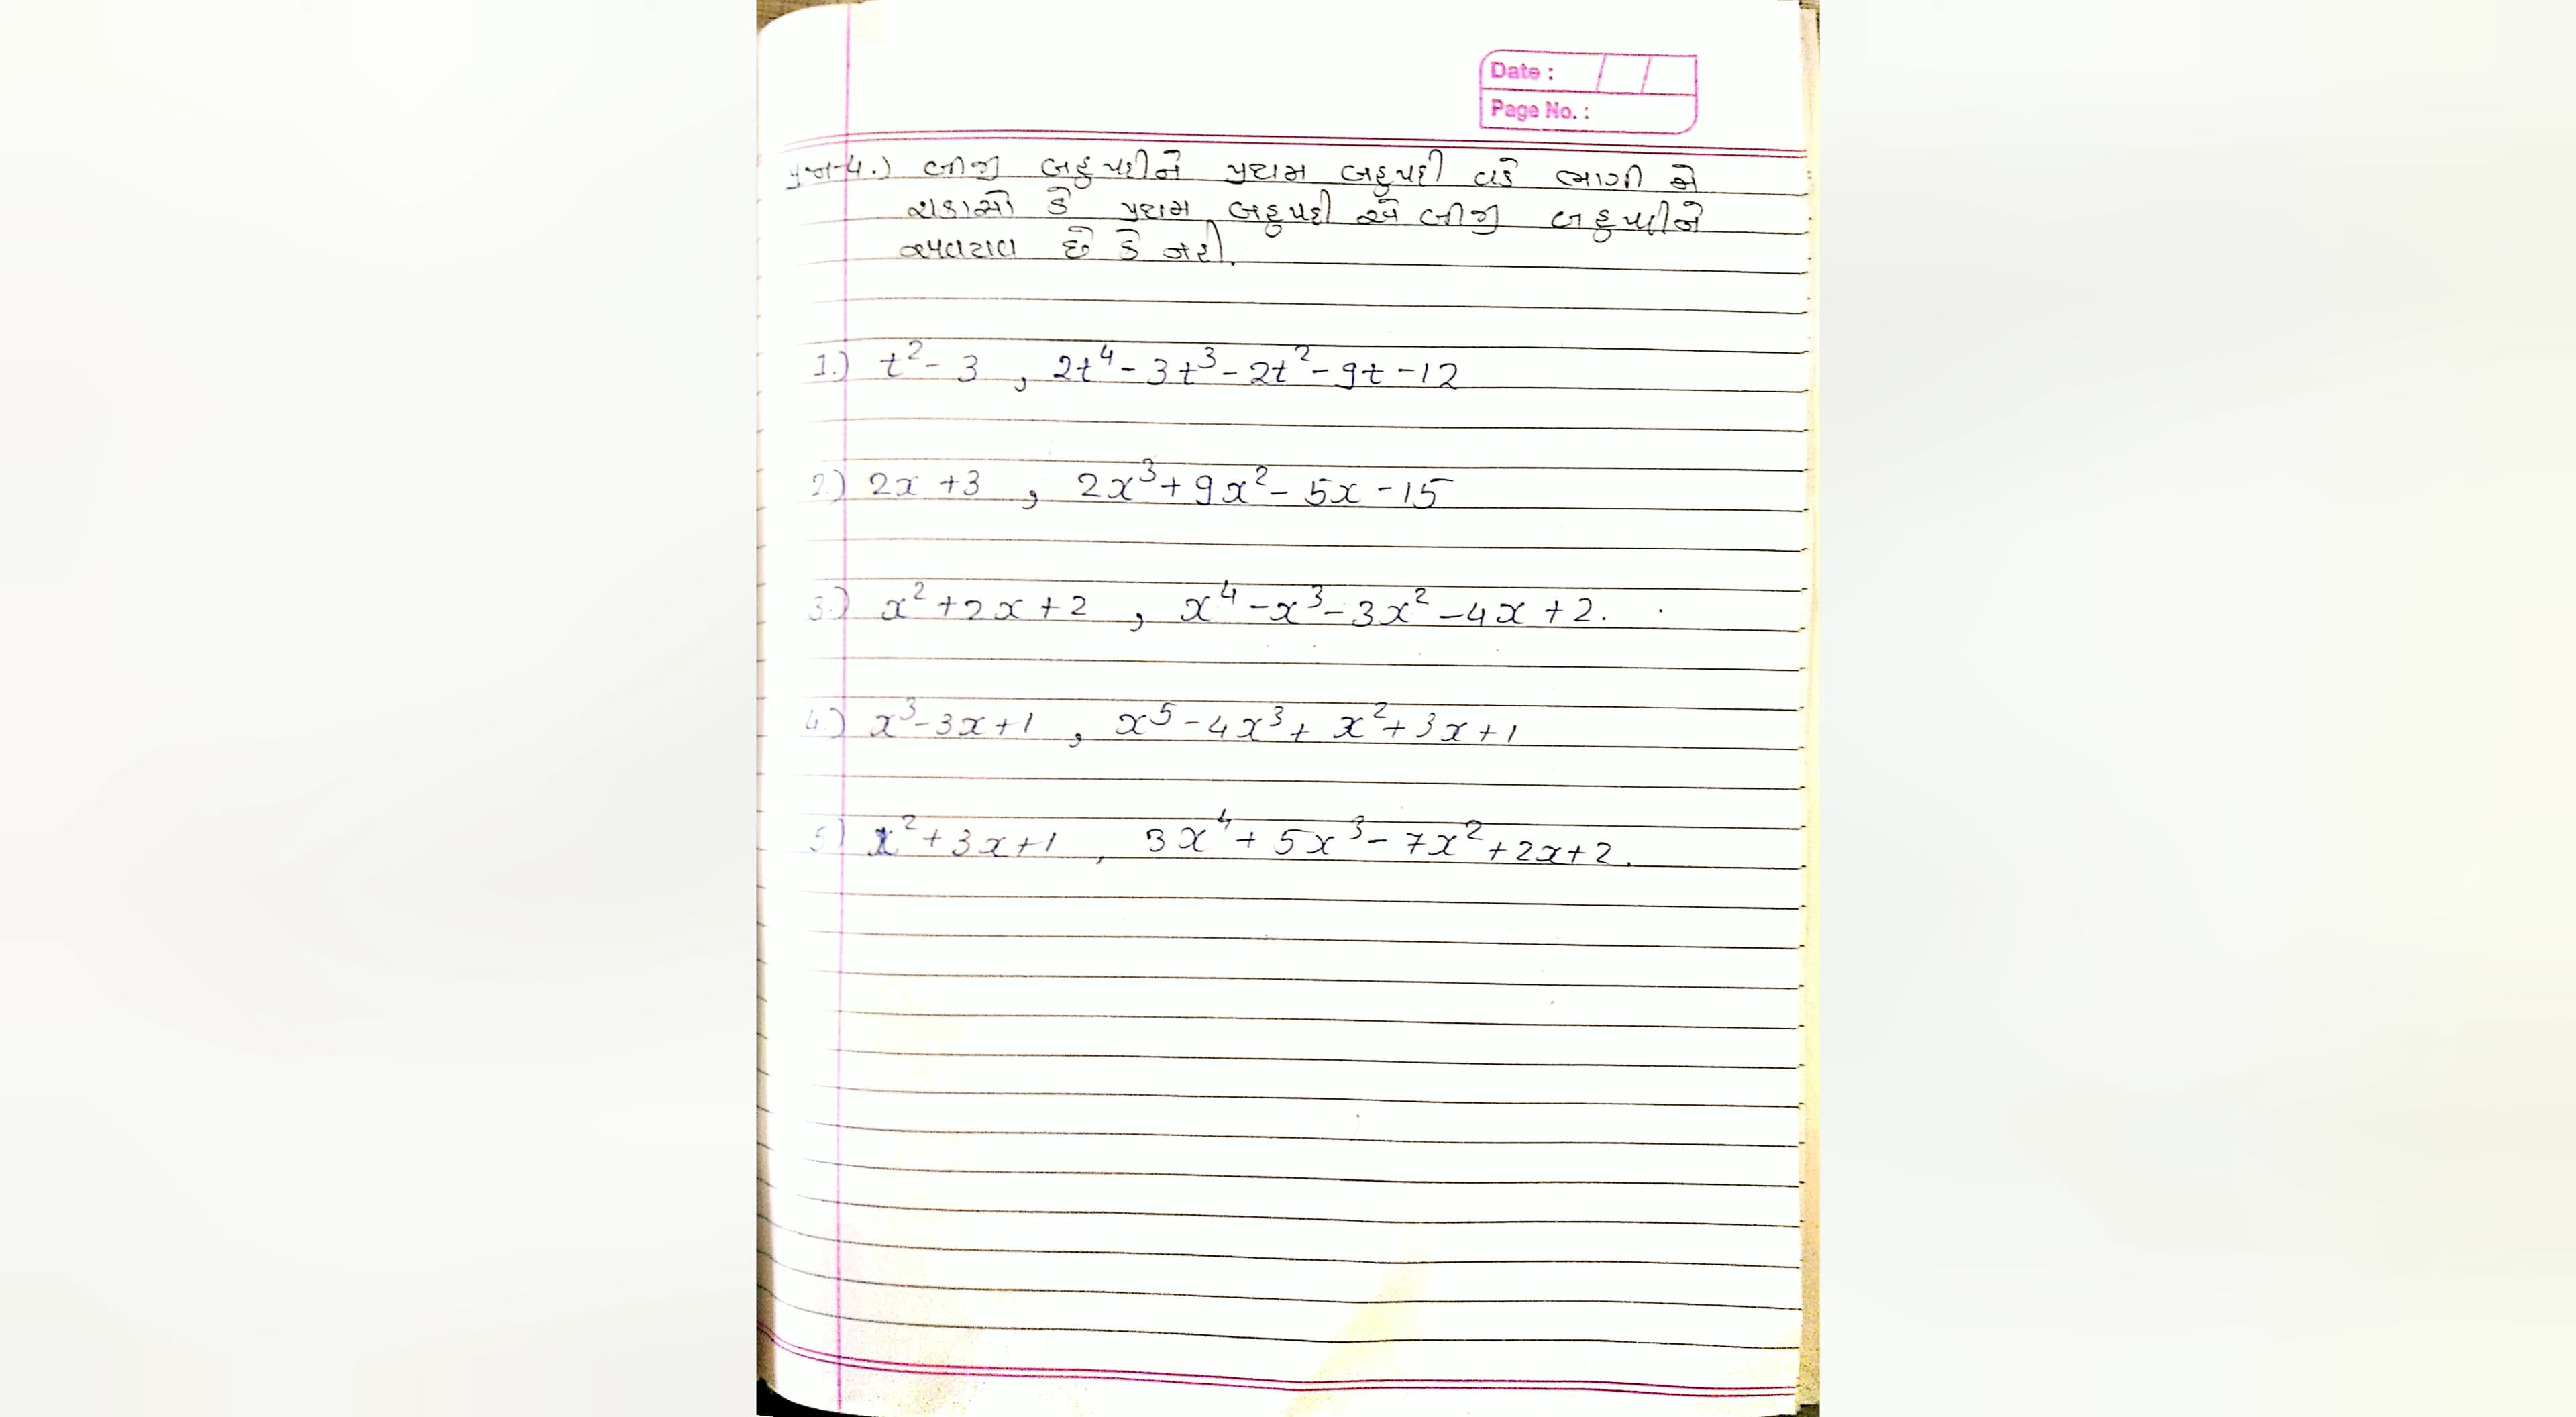 Date :
Page No. :
પ્રશ્ન-4.) બીજી બહુપદીને પ્રથમ બહુપદી વડે ભાગી ને
ચકાસો કે પ્રથમ બહુપદી એ બીજી બહુપદીને
અવયવ છે કે નહી.
1.) t² - 3 , 2t⁴ - 3t³ - 2t² - 9t - 12
2.) 2x + 3 , 2x³ + 9x² - 5x - 15
3.) x² + 2x + 2 , x⁴ - x³ - 3x² - 4x + 2.
4.) x³ - 3x + 1 , x⁵ - 4x³ + x² + 3x + 1
5.) x² + 3x + 1 , 3x⁴ + 5x³ - 7x² + 2x + 2.